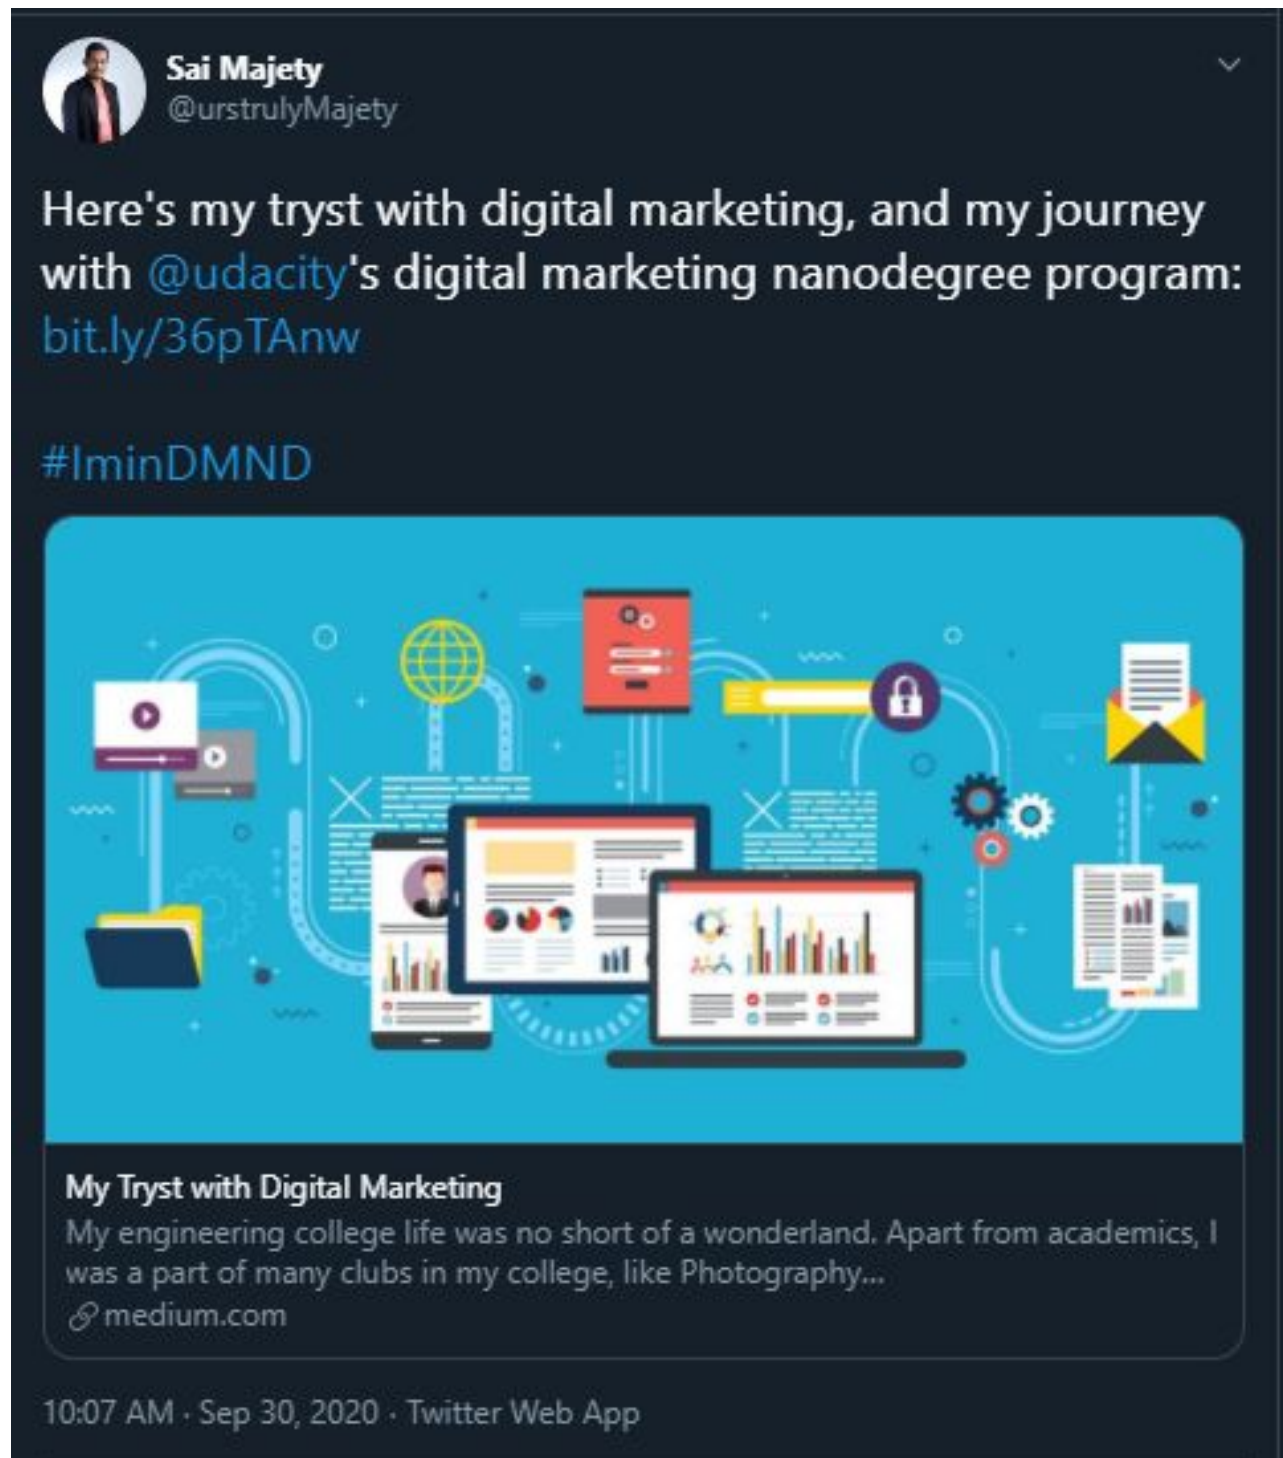 Sai Majety
@urstrulyMajety
Here's my tryst with digital marketing, and my journey
with @udacity's digital marketing nanodegree program:
bit.ly/36pTAnw
#IminDMND
My Tryst with Digital Marketing
My engineering college life was no short of a wonderland. Apart from academics, I
was a part of many clubs in my college, like Photography...
medium.com
10:07 AM · Sep 30, 2020 · Twitter Web App